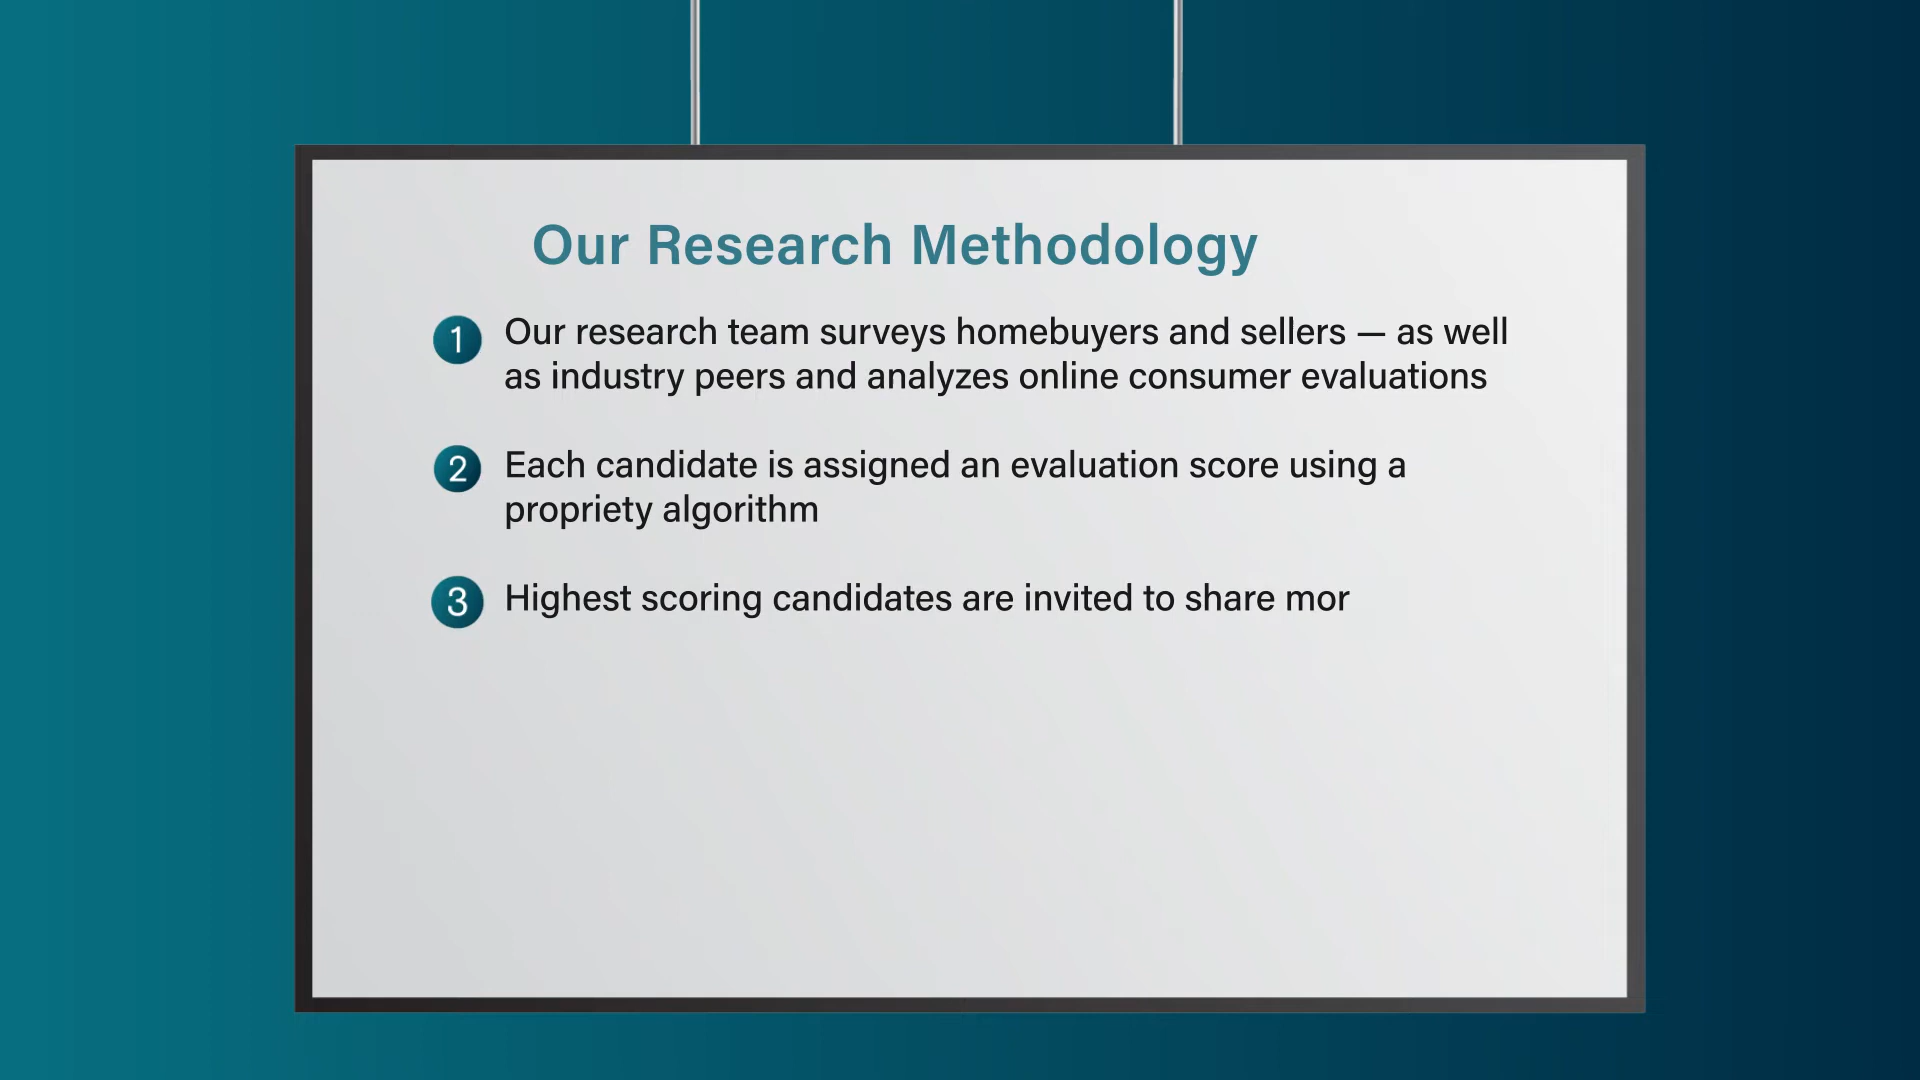 Our Research Methodology
1 Our research team surveys homebuyers and sellers — as well
as industry peers and analyzes online consumer evaluations
2 Each candidate is assigned an evaluation score using a
propriety algorithm
3 Highest scoring candidates are invited to share mor